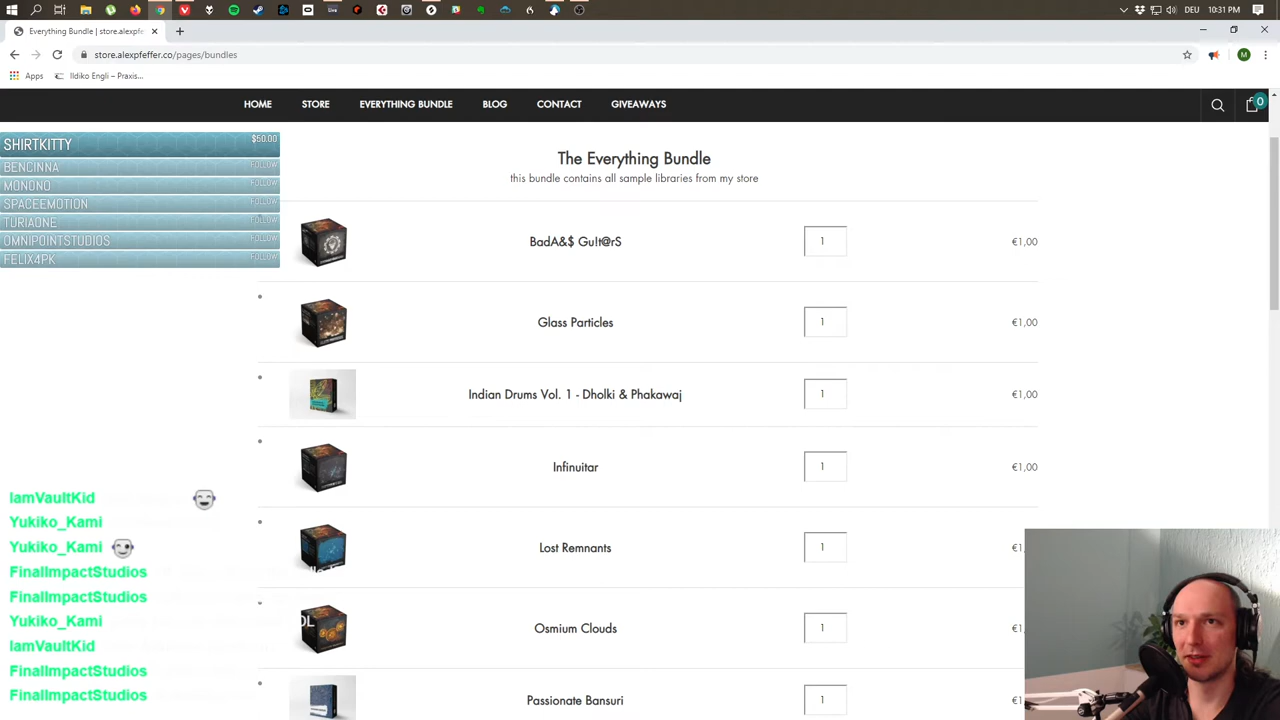 DEU 10:31 PM
Everything Bundle | store.alexpfe
store.alexpfeffer.co/pages/bundles
Apps
Ildiko Engli – Praxis...
M
HOME
STORE
EVERYTHING BUNDLE
BLOG
CONTACT
GIVEAWAYS
0
SHIRTKITTY $50.00
BENCINNA FOLLOW
MONONO FOLLOW
SPACEEMOTION FOLLOW
TURIAONE FOLLOW
OMNIPOINTSTUDIOS FOLLOW
FELIX4PK FOLLOW
The Everything Bundle
this bundle contains all sample libraries from my store
BadA&$ Gu!t@rS 1 €1,00
Glass Particles 1 €1,00
Indian Drums Vol. 1 - Dholki & Phakawaj 1 €1,00
Infinuitar 1 €1,00
Lost Remnants 1 €1,
Osmium Clouds 1 €1,
Passionate Bansuri 1
IamVaultKid
Yukiko_Kami
Yukiko_Kami
FinalImpactStudios
FinalImpactStudios
Yukiko_Kami
IamVaultKid
FinalImpactStudios
FinalImpactStudios